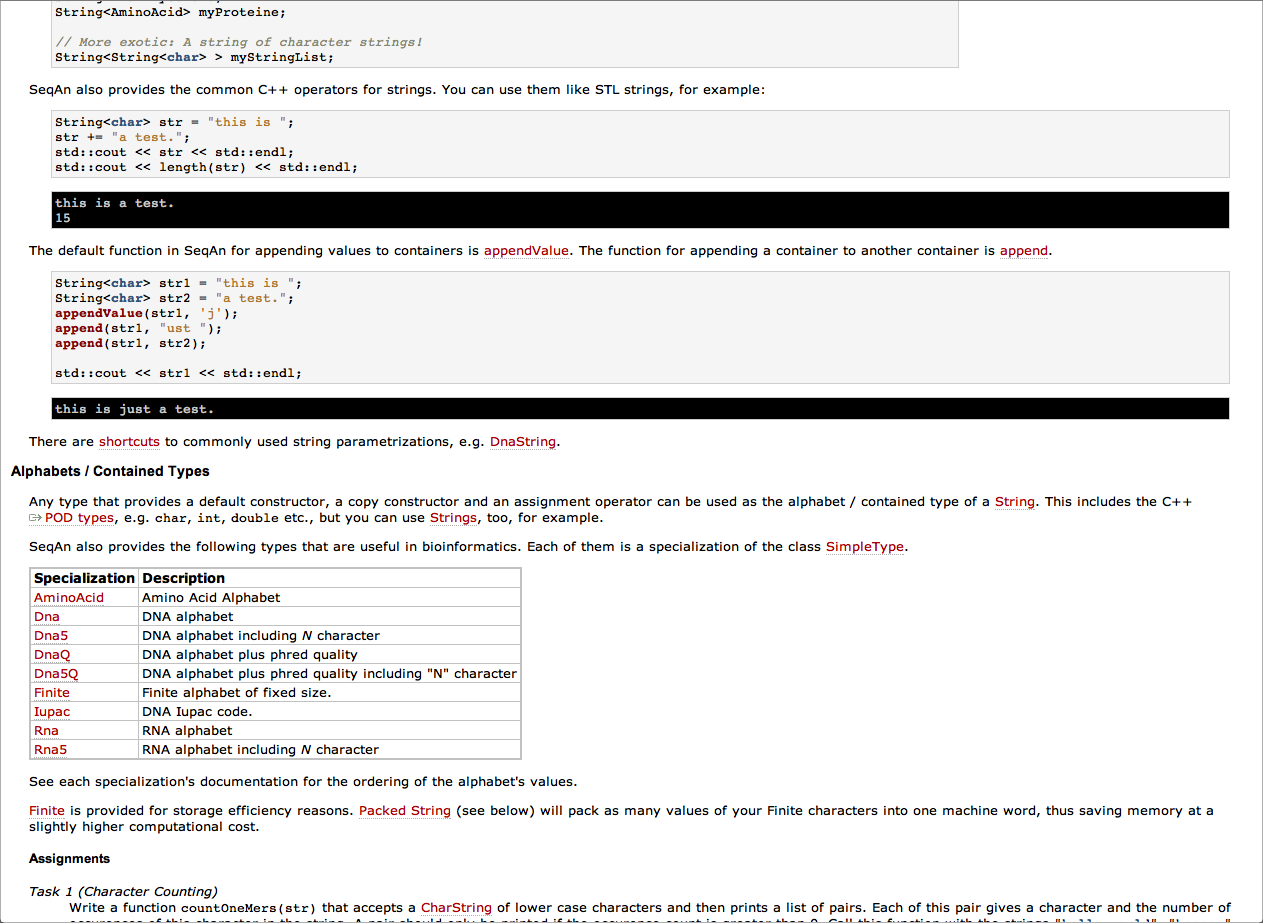 String<AminoAcid> myProteine;
// More exotic: A string of character strings!
String<String<char> > myStringList;
SeqAn also provides the common C++ operators for strings. You can use them like STL strings, for example:
String<char> str = "this is ";
str += "a test.";
std::cout << str << std::endl;
std::cout << length(str) << std::endl;
this is a test.
15
The default function in SeqAn for appending values to containers is appendValue. The function for appending a container to another container is append.
String<char> str1 = "this is ";
String<char> str2 = "a test.";
appendValue(str1, 'j');
append(str1, "ust ");
append(str1, str2);
std::cout << str1 << std::endl;
this is just a test.
There are shortcuts to commonly used string parametrizations, e.g. DnaString.
Alphabets / Contained Types
Any type that provides a default constructor, a copy constructor and an assignment operator can be used as the alphabet / contained type of a String. This includes the C++
POD types, e.g. char, int, double etc., but you can use Strings, too, for example.
SeqAn also provides the following types that are useful in bioinformatics. Each of them is a specialization of the class SimpleType.
Specialization Description
AminoAcid Amino Acid Alphabet
Dna DNA alphabet
Dna5 DNA alphabet including N character
DnaQ DNA alphabet plus phred quality
Dna5Q DNA alphabet plus phred quality including "N" character
Finite Finite alphabet of fixed size.
Iupac DNA Iupac code.
Rna RNA alphabet
Rna5 RNA alphabet including N character
See each specialization's documentation for the ordering of the alphabet's values.
Finite is provided for storage efficiency reasons. Packed String (see below) will pack as many values of your Finite characters into one machine word, thus saving memory at a
slightly higher computational cost.
Assignments
Task 1 (Character Counting)
Write a function countOneMers(str) that accepts a CharString of lower case characters and then prints a list of pairs. Each of this pair gives a character and the number of